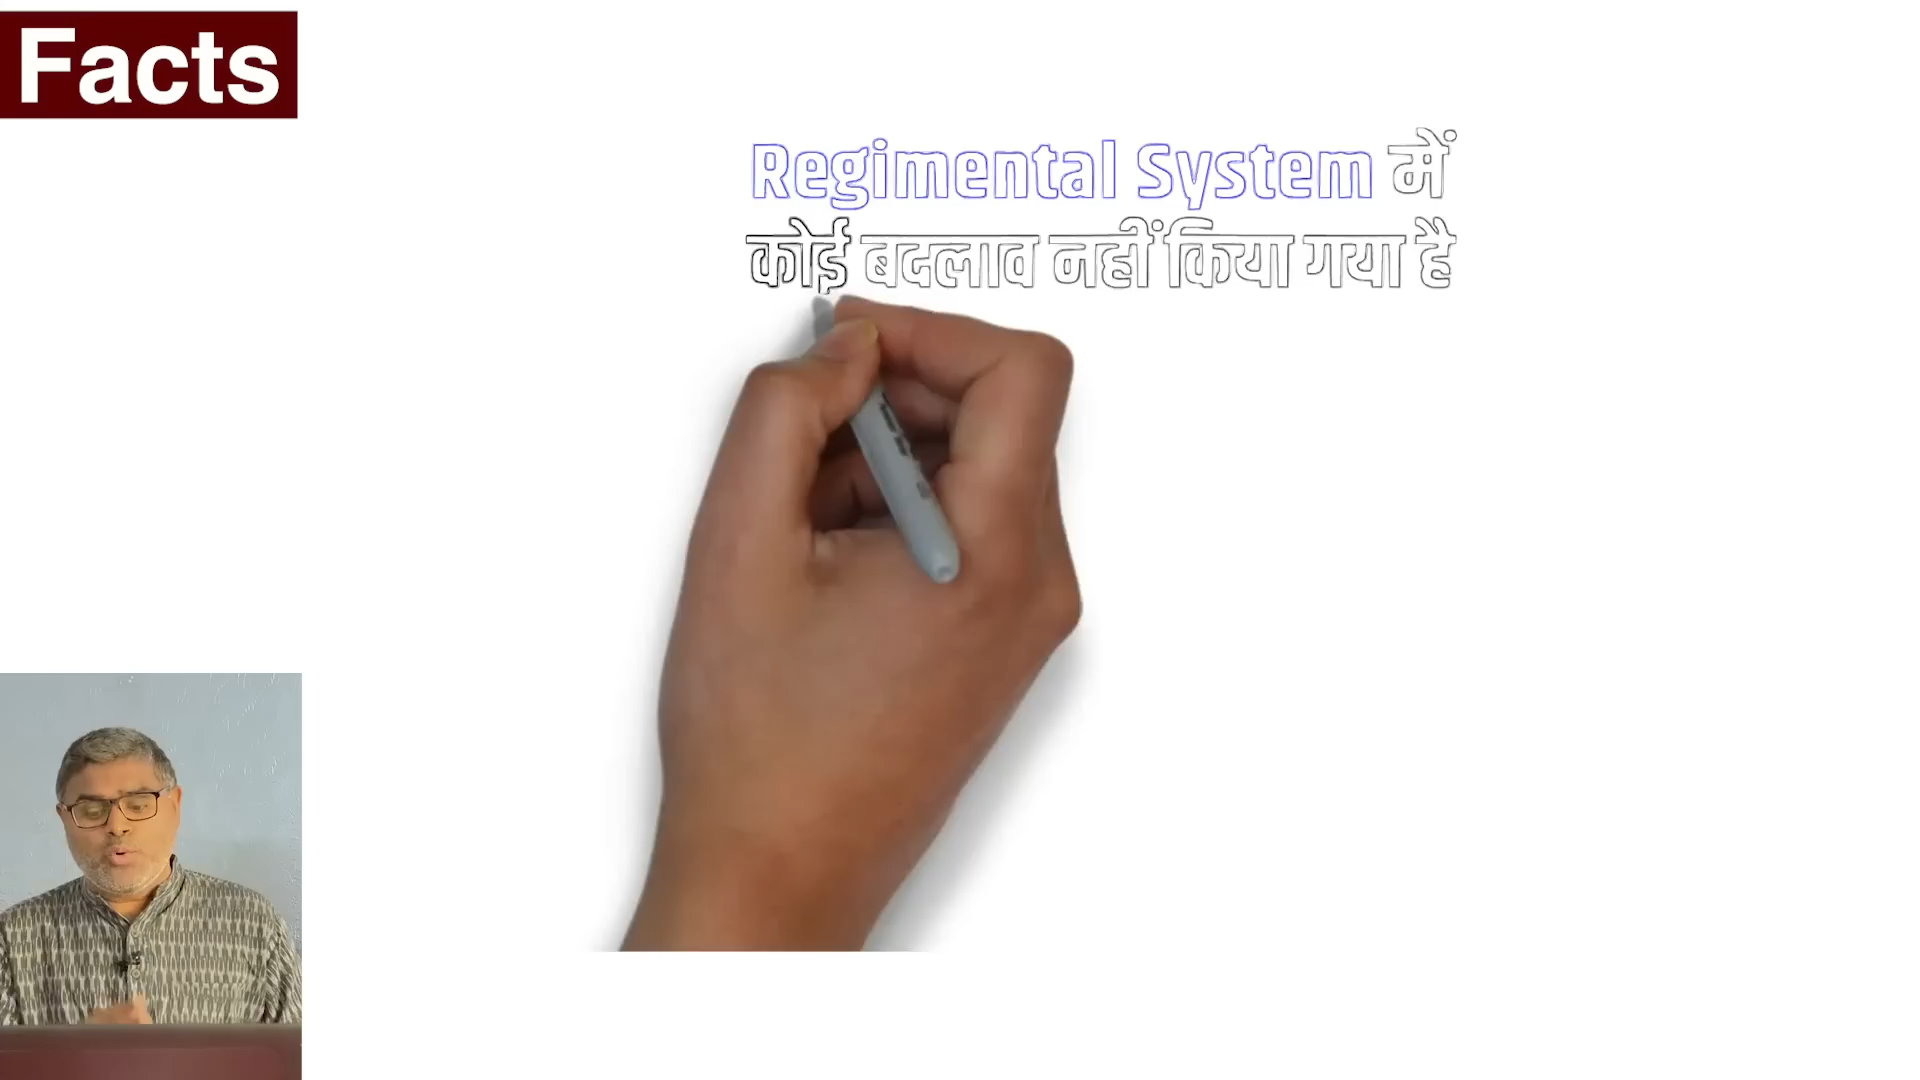 Facts
Regimental System में
कोई बदलाव नहीं किया गया है